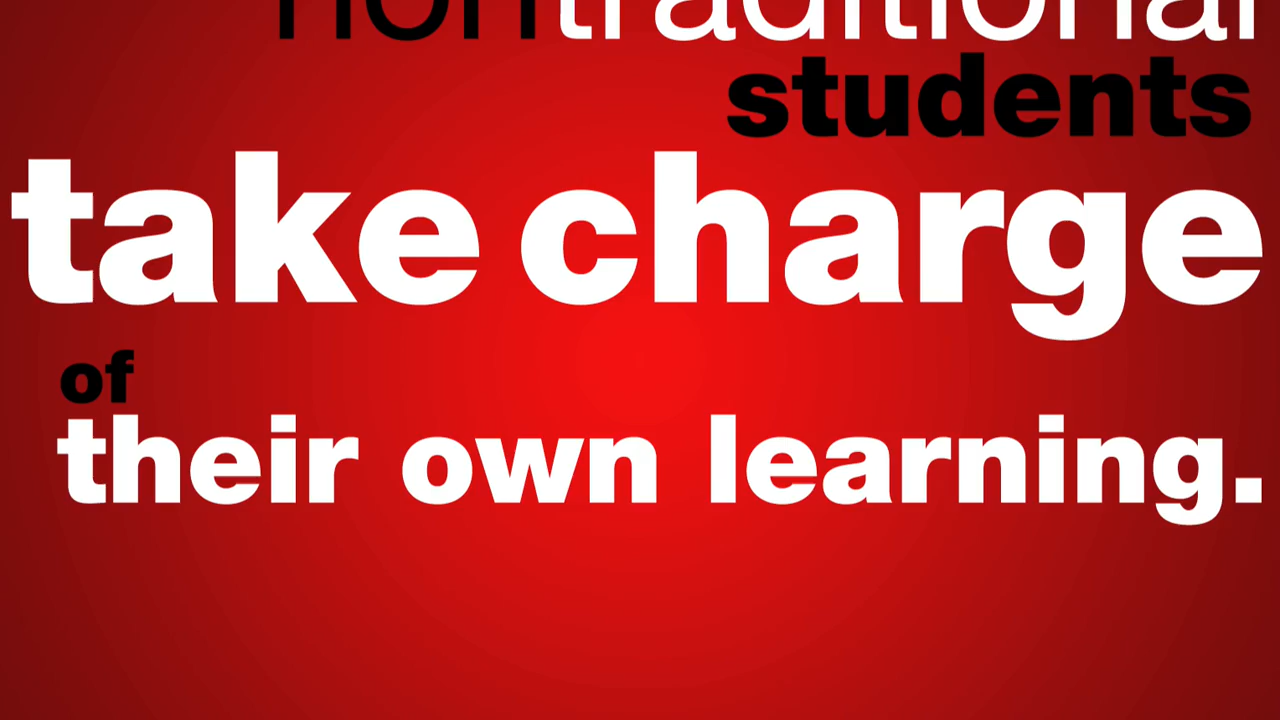 nontraditional
students
take charge
of
their own learning.